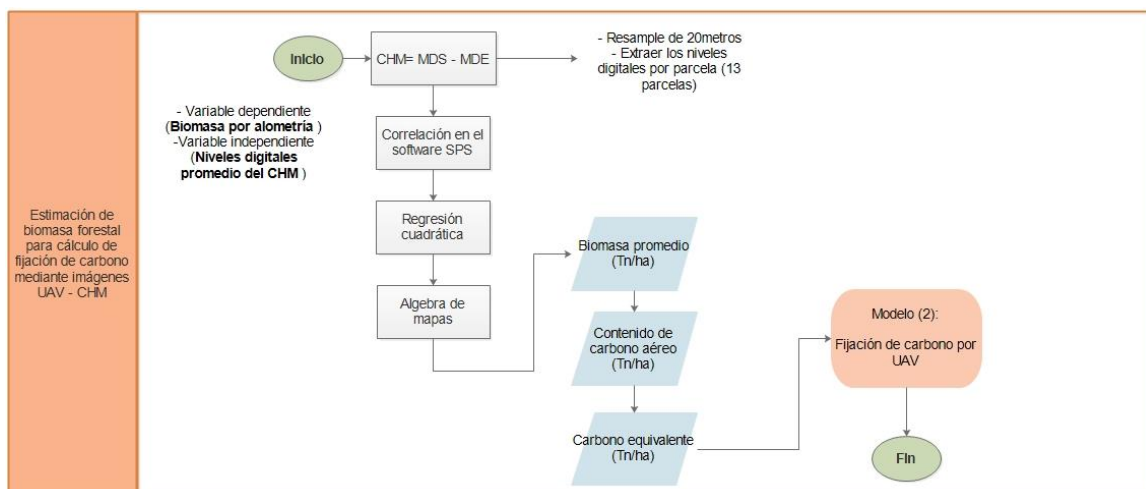 Estimación de
biomasa forestal
para cálculo de
fijación de carbono
mediante imágenes
UAV - CHM
Inicio
CHM= MDS - MDE
- Resample de 20metros
- Extraer los niveles
digitales por parcela (13
parcelas)
- Variable dependiente
(Biomasa por alometría )
-Variable independiente
(Niveles digitales
promedio del CHM )
Correlación en el
software SPS
Regresión
cuadrática
Algebra de
mapas
Biomasa promedio
(Tn/ha)
Contenido de
carbono aéreo
(Tn/ha)
Carbono equivalente
(Tn/ha)
Modelo (2):
Fijación de carbono por
UAV
Fin